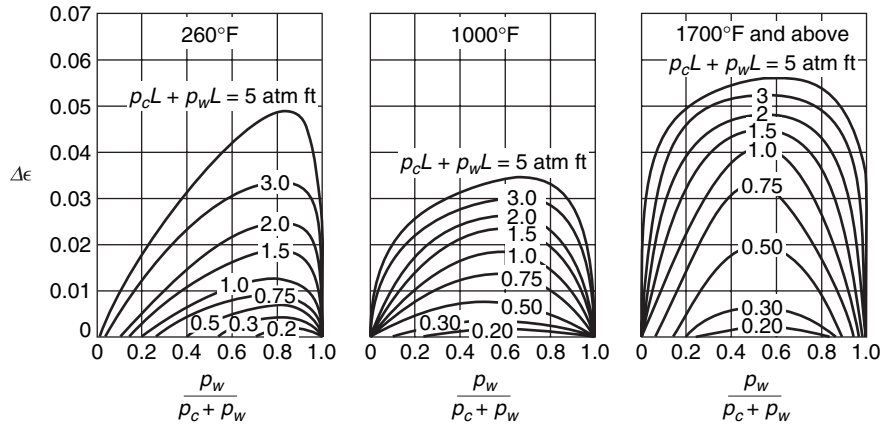 0.07
0.06
0.05
0.04
0.03
0.02
0.01
0
Δϵ
260°F
p_cL + p_wL = 5 atm ft
3.0
2.0
1.5
1.0
0.75
0.5
0.3
0.2
0 0.2 0.4 0.6 0.8 1.0
p_w
p_c + p_w
1000°F
p_cL + p_wL = 5 atm ft
3.0
2.0
1.5
1.0
0.75
0.50
0.30
0.20
0 0.2 0.4 0.6 0.8 1.0
p_w
p_c + p_w
1700°F and above
p_cL + p_wL = 5 atm ft
3
2
1.5
1.0
0.75
0.50
0.30
0.20
0 0.2 0.4 0.6 0.8 1.0
p_w
p_c + p_w